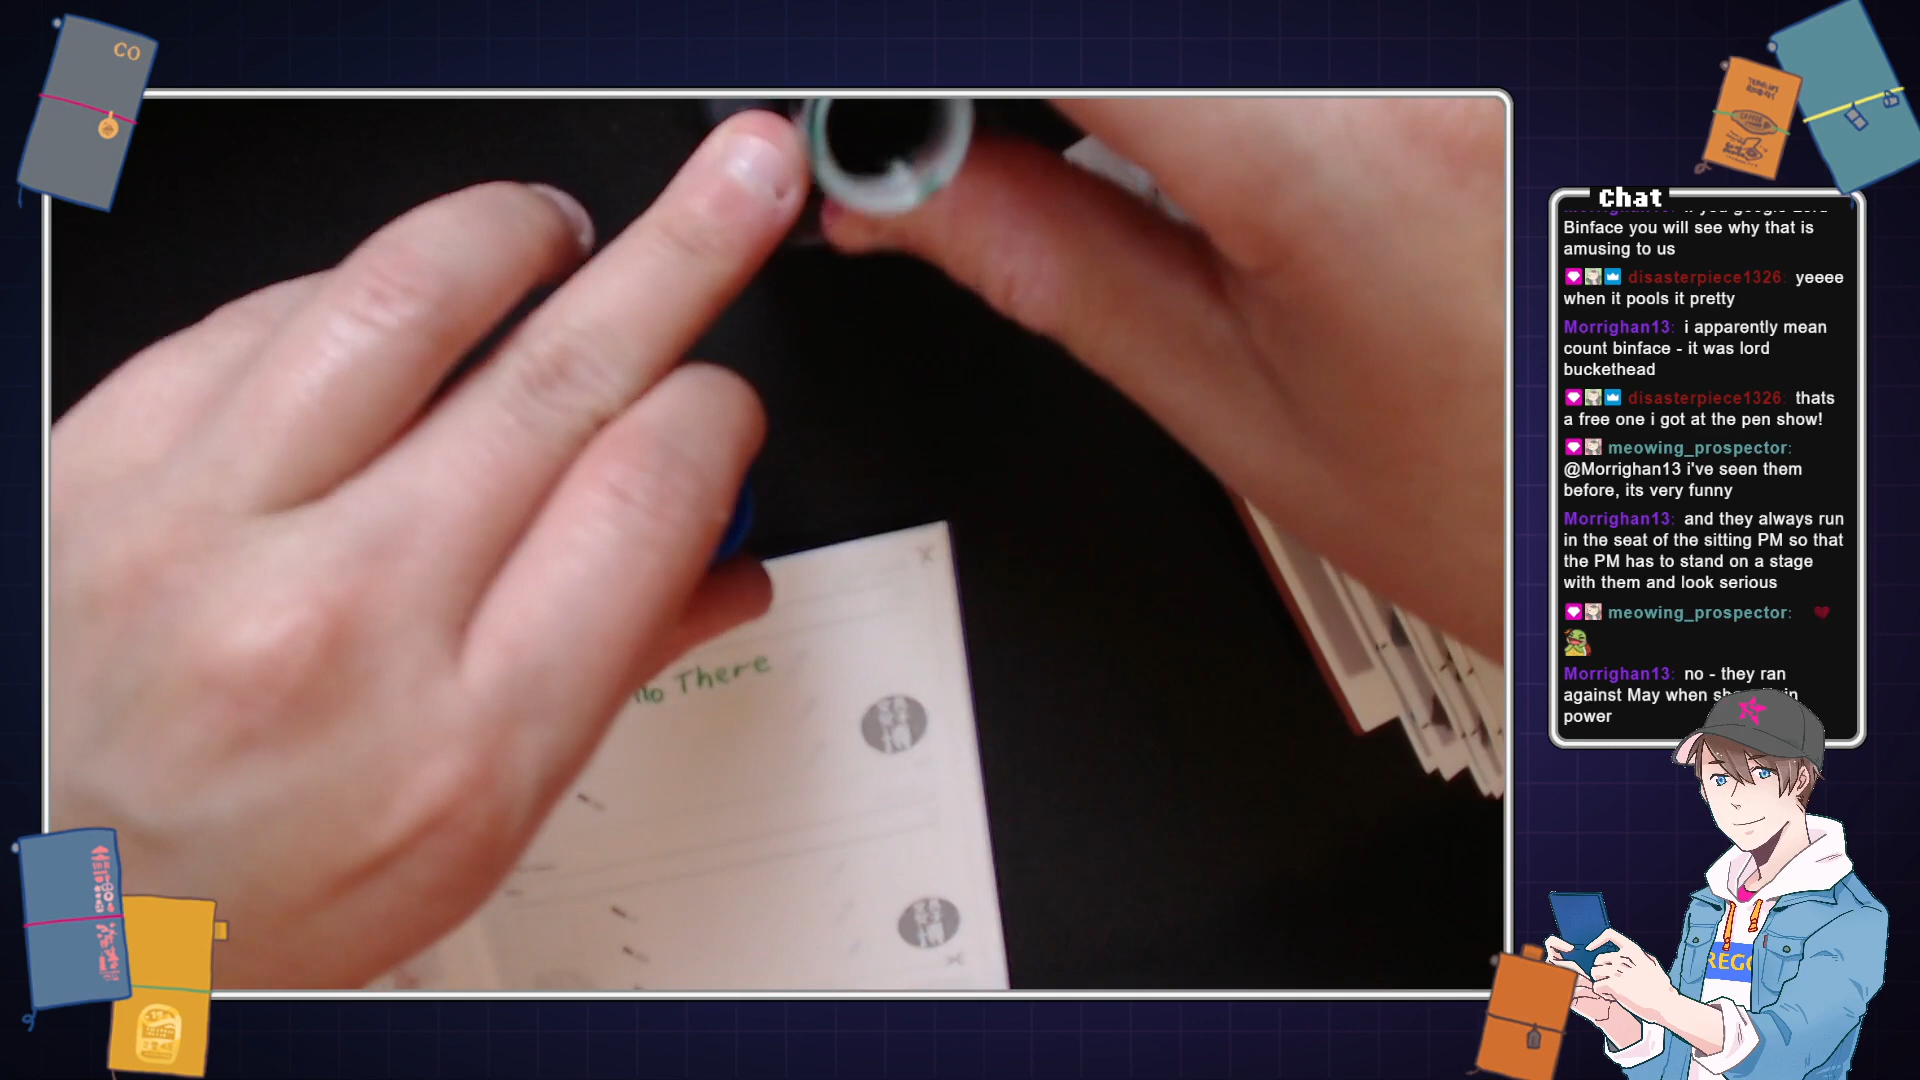 CO
TRAVELER'S
COFFEE
chat
Binface you will see why that is
amusing to us
disasterpiece1326: yeeee
when it pools it pretty
Morrighan13: i apparently mean
count binface - it was lord
buckethead
disasterpiece1326: thats
a free one i got at the pen show!
meowing_prospector:
@Morrighan13 i've seen them
before, its very funny
Morrighan13: and they always run
in the seat of the sitting PM so that
the PM has to stand on a stage
with them and look serious
meowing_prospector:
Morrighan13: no - they ran
against May when in
power
There
REGO